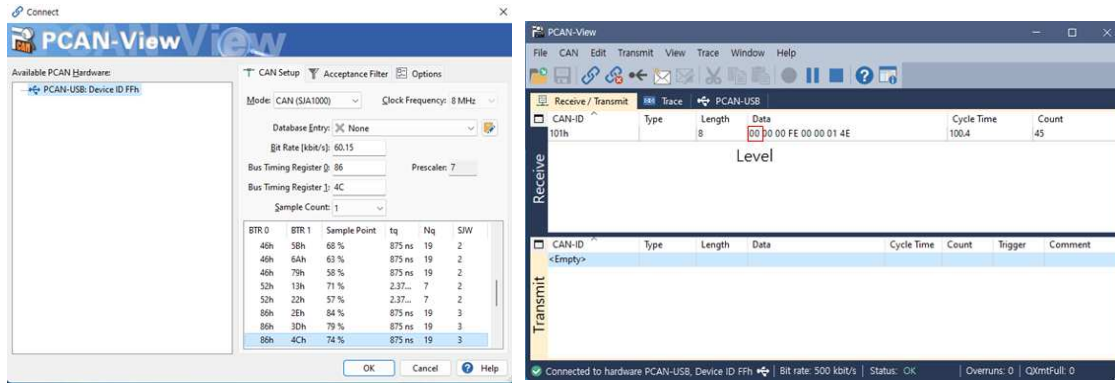 Connect
PCAN-View
Available PCAN Hardware:
PCAN-USB: Device ID FFh
CAN Setup Acceptance Filter Options
Mode: CAN (SJA1000) Clock Frequency: 8 MHz
Database Entry: None
Bit Rate [kbit/s]: 60.15
Bus Timing Register 0: 86 Prescaler: 7
Bus Timing Register 1: 4C
Sample Count: 1
BTR 0 BTR 1 Sample Point tq Nq SJW
46h 5Bh 68 % 875 ns 19 2
46h 6Ah 63 % 875 ns 19 2
46h 79h 58 % 875 ns 19 2
52h 13h 71 % 2.37... 7 2
52h 22h 57 % 2.37... 7 2
86h 2Eh 84 % 875 ns 19 3
86h 3Dh 79 % 875 ns 19 3
86h 4Ch 74 % 875 ns 19 3
OK Cancel Help
PCAN-View
File CAN Edit Transmit View Trace Window Help
Receive / Transmit Trace PCAN-USB
CAN-ID Type Length Data Cycle Time Count
101h 8 00 00 00 FE 00 00 01 4E 100.4 45
Level
Receive
CAN-ID Type Length Data Cycle Time Count Trigger Comment
<Empty>
Transmit
Connected to hardware PCAN-USB, Device ID FFh Bit rate: 500 kbit/s Status: OK Overruns: 0 QXmtFull: 0